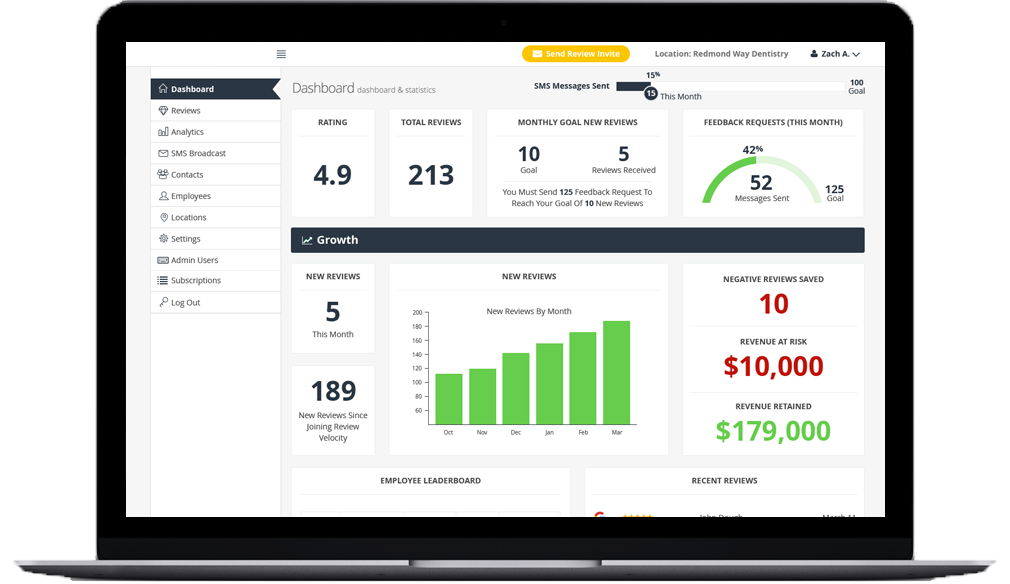 Send Review Invite
Location: Redmond Way Dentistry
Zach A.
Dashboard
Reviews
Analytics
SMS Broadcast
Contacts
Employees
Locations
Settings
Admin Users
Subscriptions
Log Out
Dashboard dashboard & statistics
SMS Messages Sent
15%
15
This Month
100
Goal
RATING
4.9
TOTAL REVIEWS
213
MONTHLY GOAL NEW REVIEWS
10
Goal
5
Reviews Received
You Must Send 125 Feedback Request To
Reach Your Goal Of 10 New Reviews
FEEDBACK REQUESTS (THIS MONTH)
42%
52
Messages Sent
125
Goal
Growth
NEW REVIEWS
5
This Month
189
New Reviews Since
Joining Review
Velocity
NEW REVIEWS
New Reviews By Month
200
180
160
140
120
100
80
60
Oct Nov Dec Jan Feb Mar
NEGATIVE REVIEWS SAVED
10
REVENUE AT RISK
$10,000
REVENUE RETAINED
$179,000
EMPLOYEE LEADERBOARD
RECENT REVIEWS